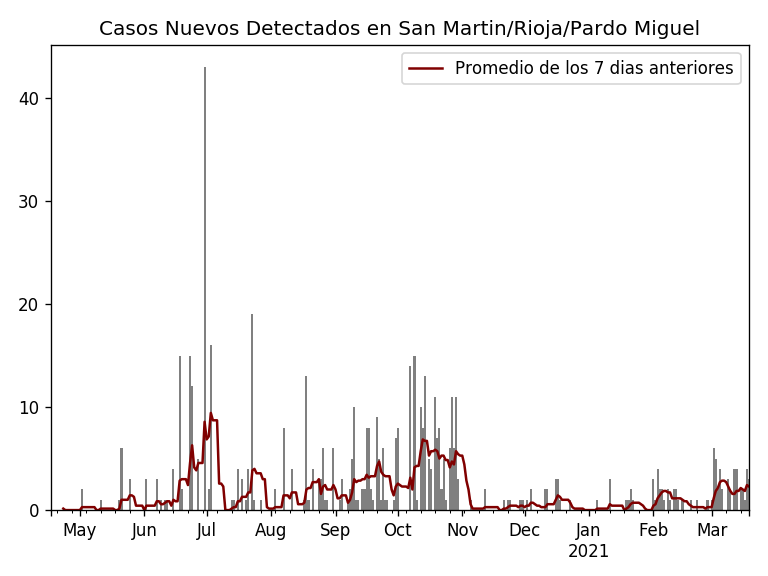 Casos Nuevos Detectados en San Martin/Rioja/Pardo Miguel
Promedio de los 7 dias anteriores
40
30
20
10
0
May Jun Jul Aug Sep Oct Nov Dec Jan Feb Mar
2021